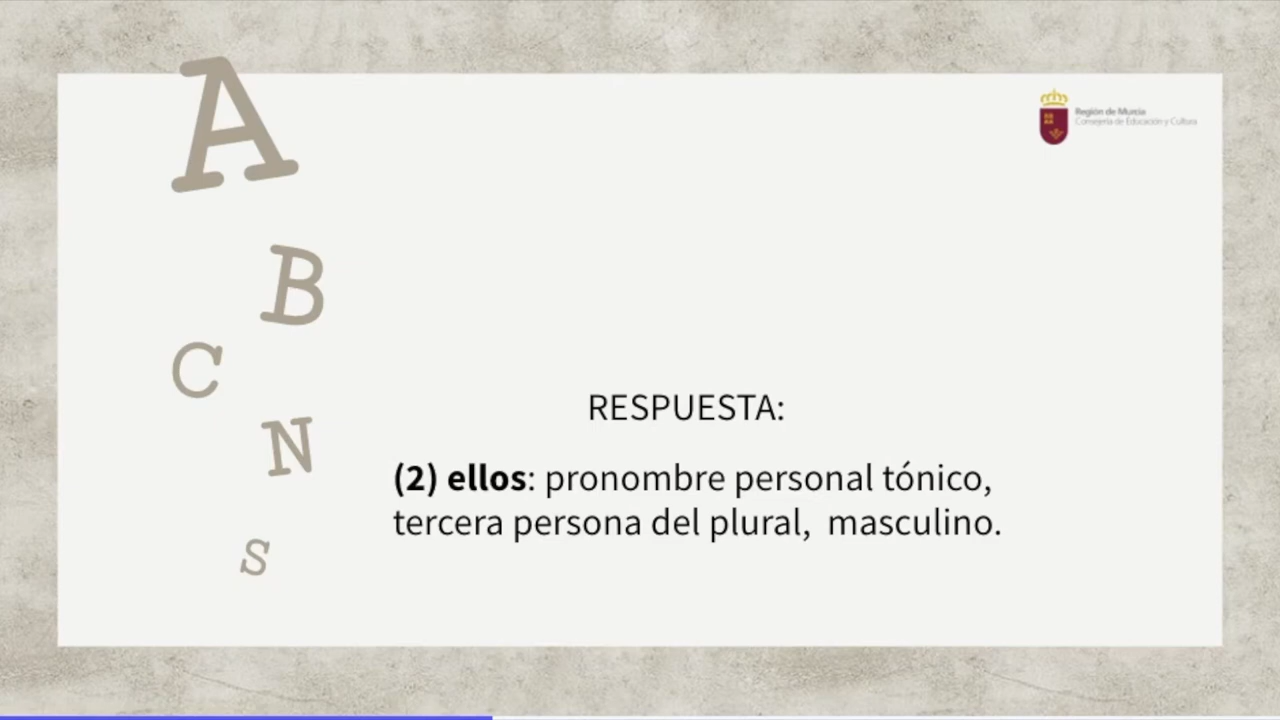 A
Región de Murcia
Consejería de Educación y Cultura
B
C
RESPUESTA:
N
(2) ellos: pronombre personal tónico,
tercera persona del plural,  masculino.
S